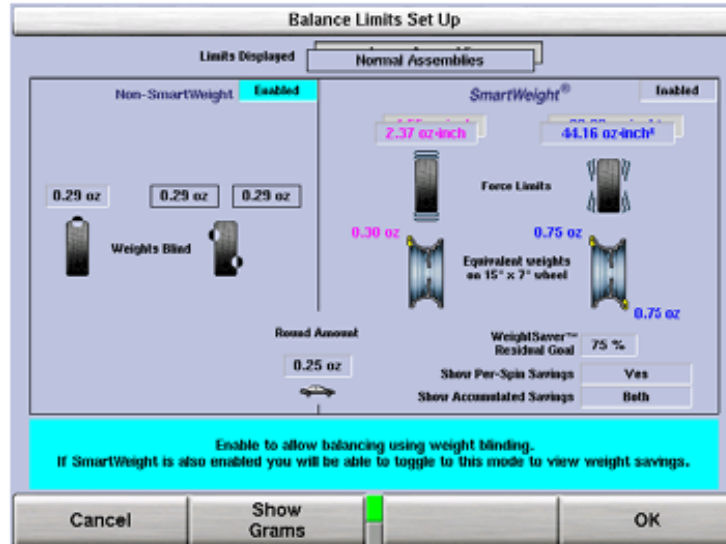 Balance Limits Set Up
Limits Displayed
Normal Assemblies
Non-SmartWeight
Enabled
SmartWeight®
Enabled
2.37 oz-inch
44.16 oz-inch²
Force Limits
0.29 oz
0.29 oz
0.29 oz
Weights Blind
0.30 oz
0.75 oz
Equivalent weights
on 15" x 7" wheel
0.75 oz
Round Amount
0.25 oz
WeightSaver™
Residual Goal
75 %
Show Per-Spin Savings
Yes
Show Accumulated Savings
Both
Enable to allow balancing using weight blinding.
If SmartWeight is also enabled you will be able to toggle to this mode to view weight savings.
Cancel
Show
Grams
OK